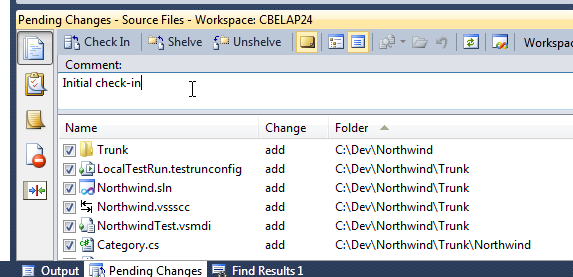 Pending Changes - Source Files - Workspace: CBELAP24
Check In Shelve Unshelve Workspa
Comment:
Initial check-in
Name Change Folder
Trunk add C:\Dev\Northwind
LocalTestRun.testrunconfig add C:\Dev\Northwind\Trunk
Northwind.sln add C:\Dev\Northwind\Trunk
Northwind.vssscc add C:\Dev\Northwind\Trunk
NorthwindTest.vsmdi add C:\Dev\Northwind\Trunk
Category.cs add C:\Dev\Northwind\Trunk\Northwind
Output Pending Changes Find Results 1